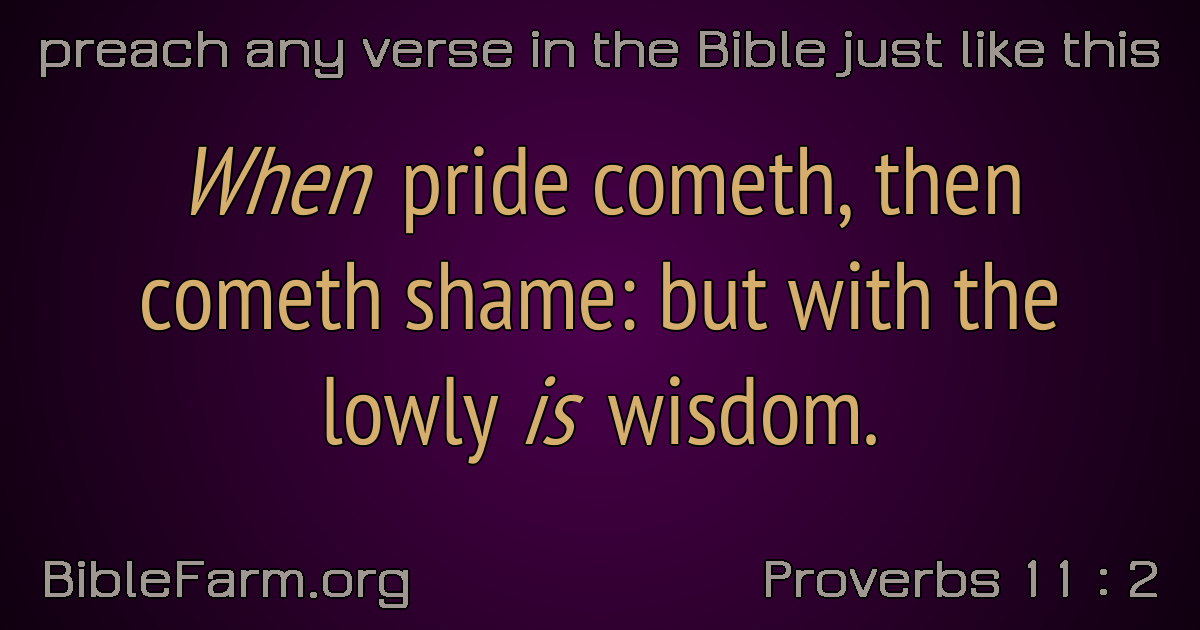 preach any verse in the Bible just like this
When pride cometh, then
cometh shame: but with the
lowly is wisdom.
BibleFarm.org
Proverbs 11 : 2